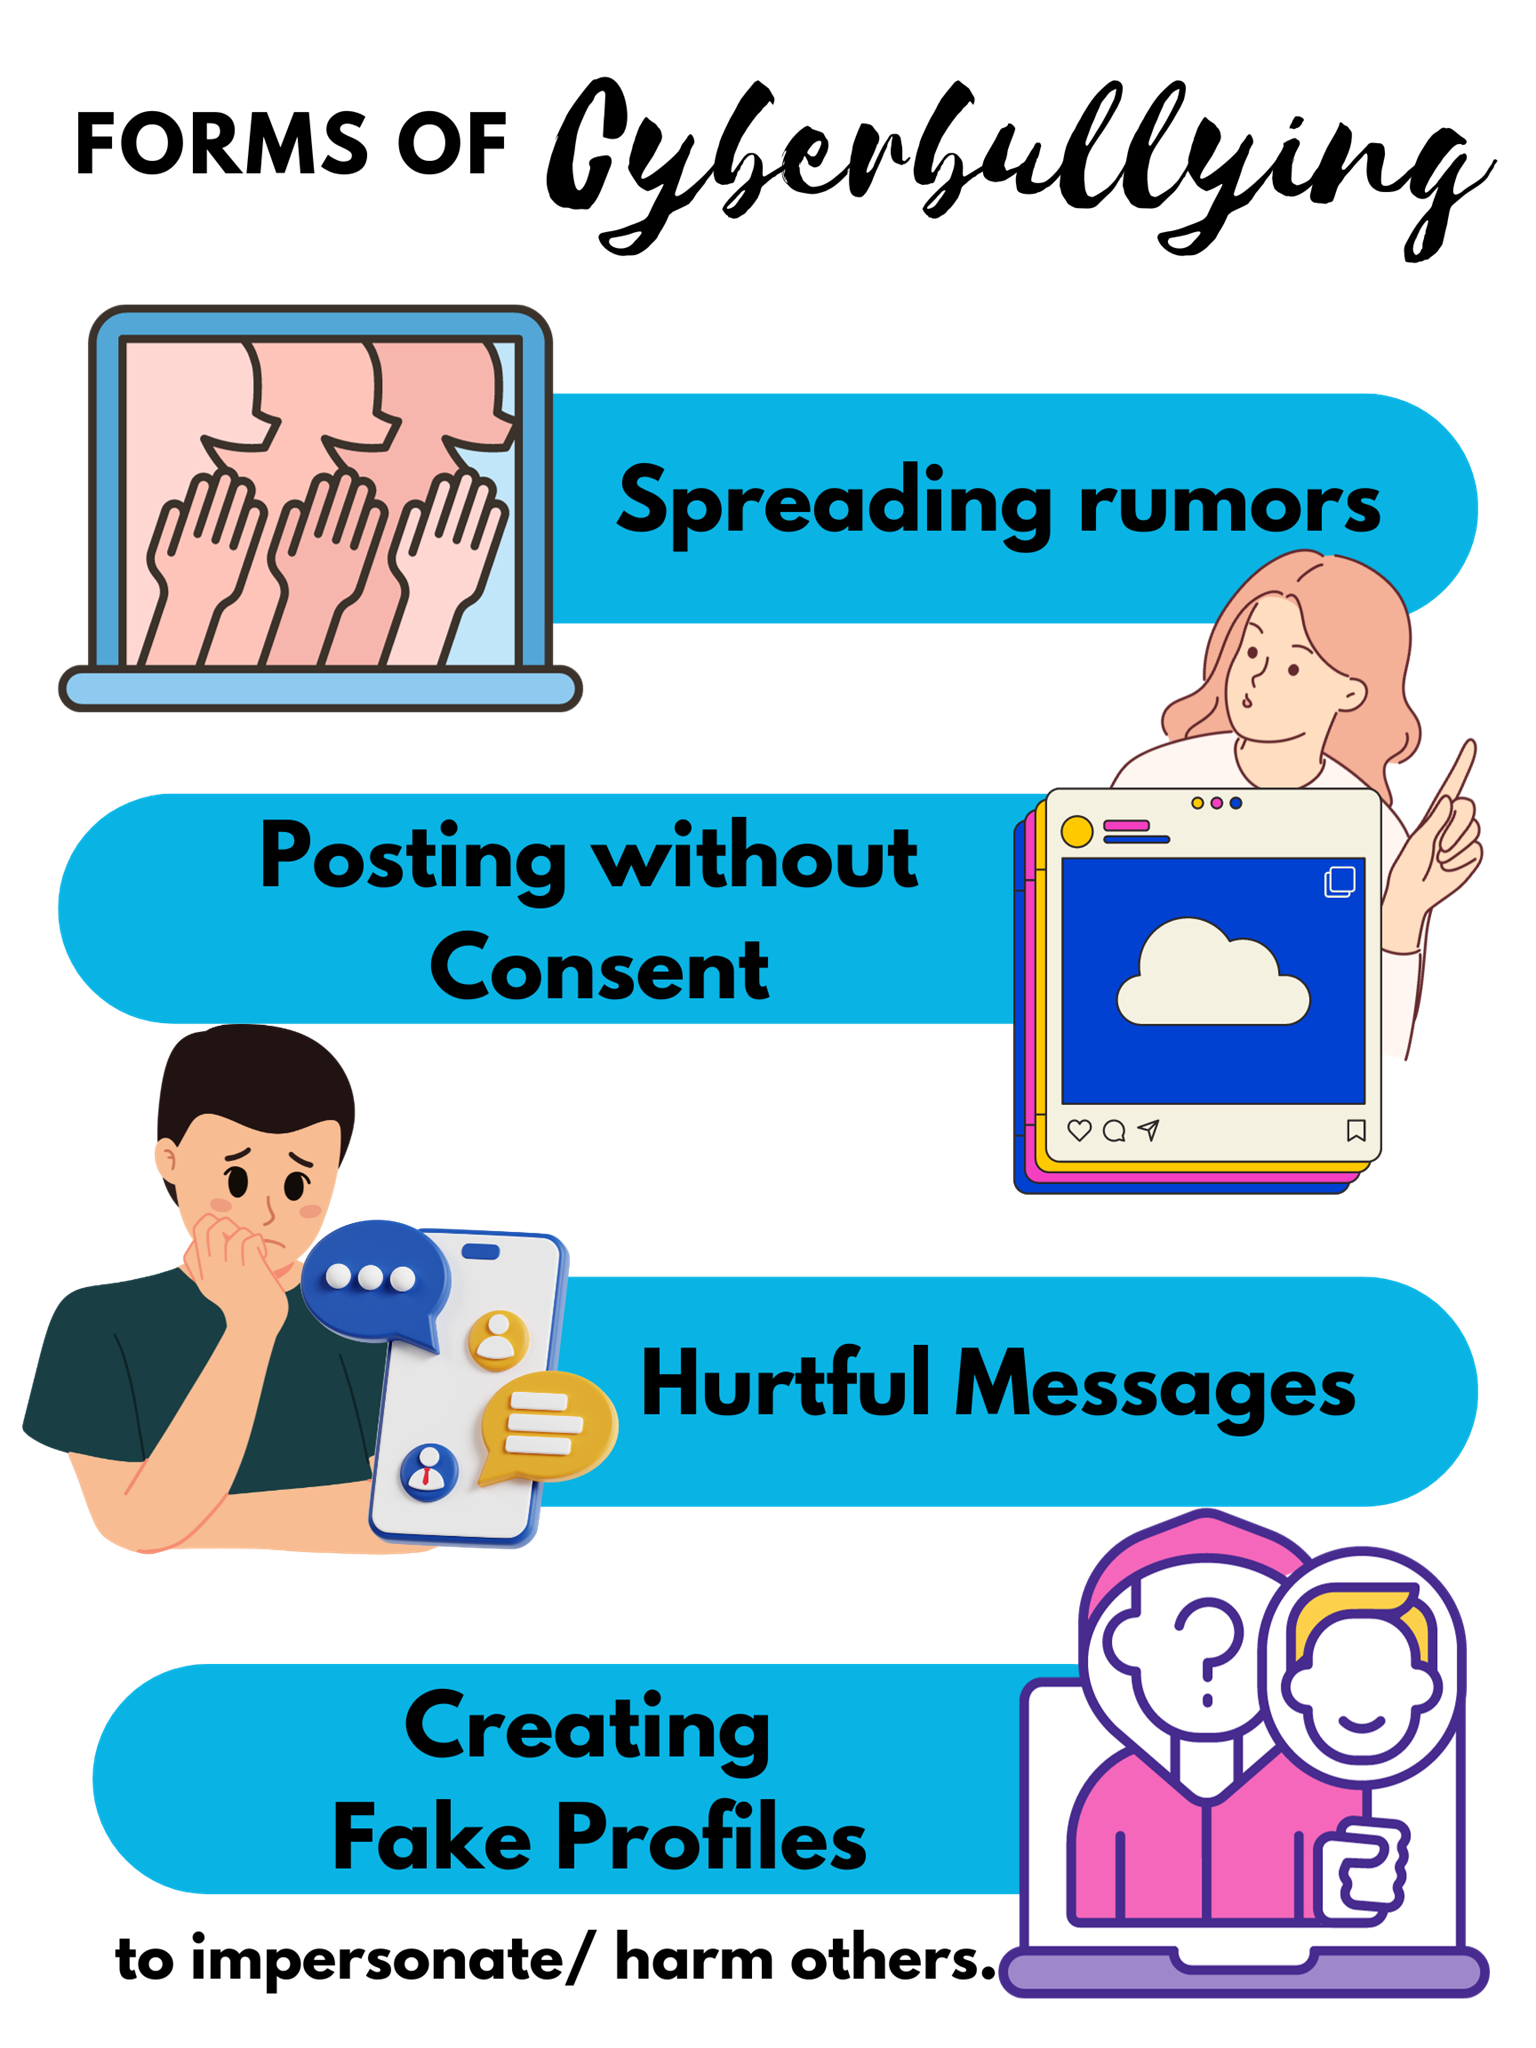 FORMS OF Cyberbullying
Spreading rumors
Posting without
Consent
Hurtful Messages
Creating
Fake Profiles
to impersonate/ harm others.